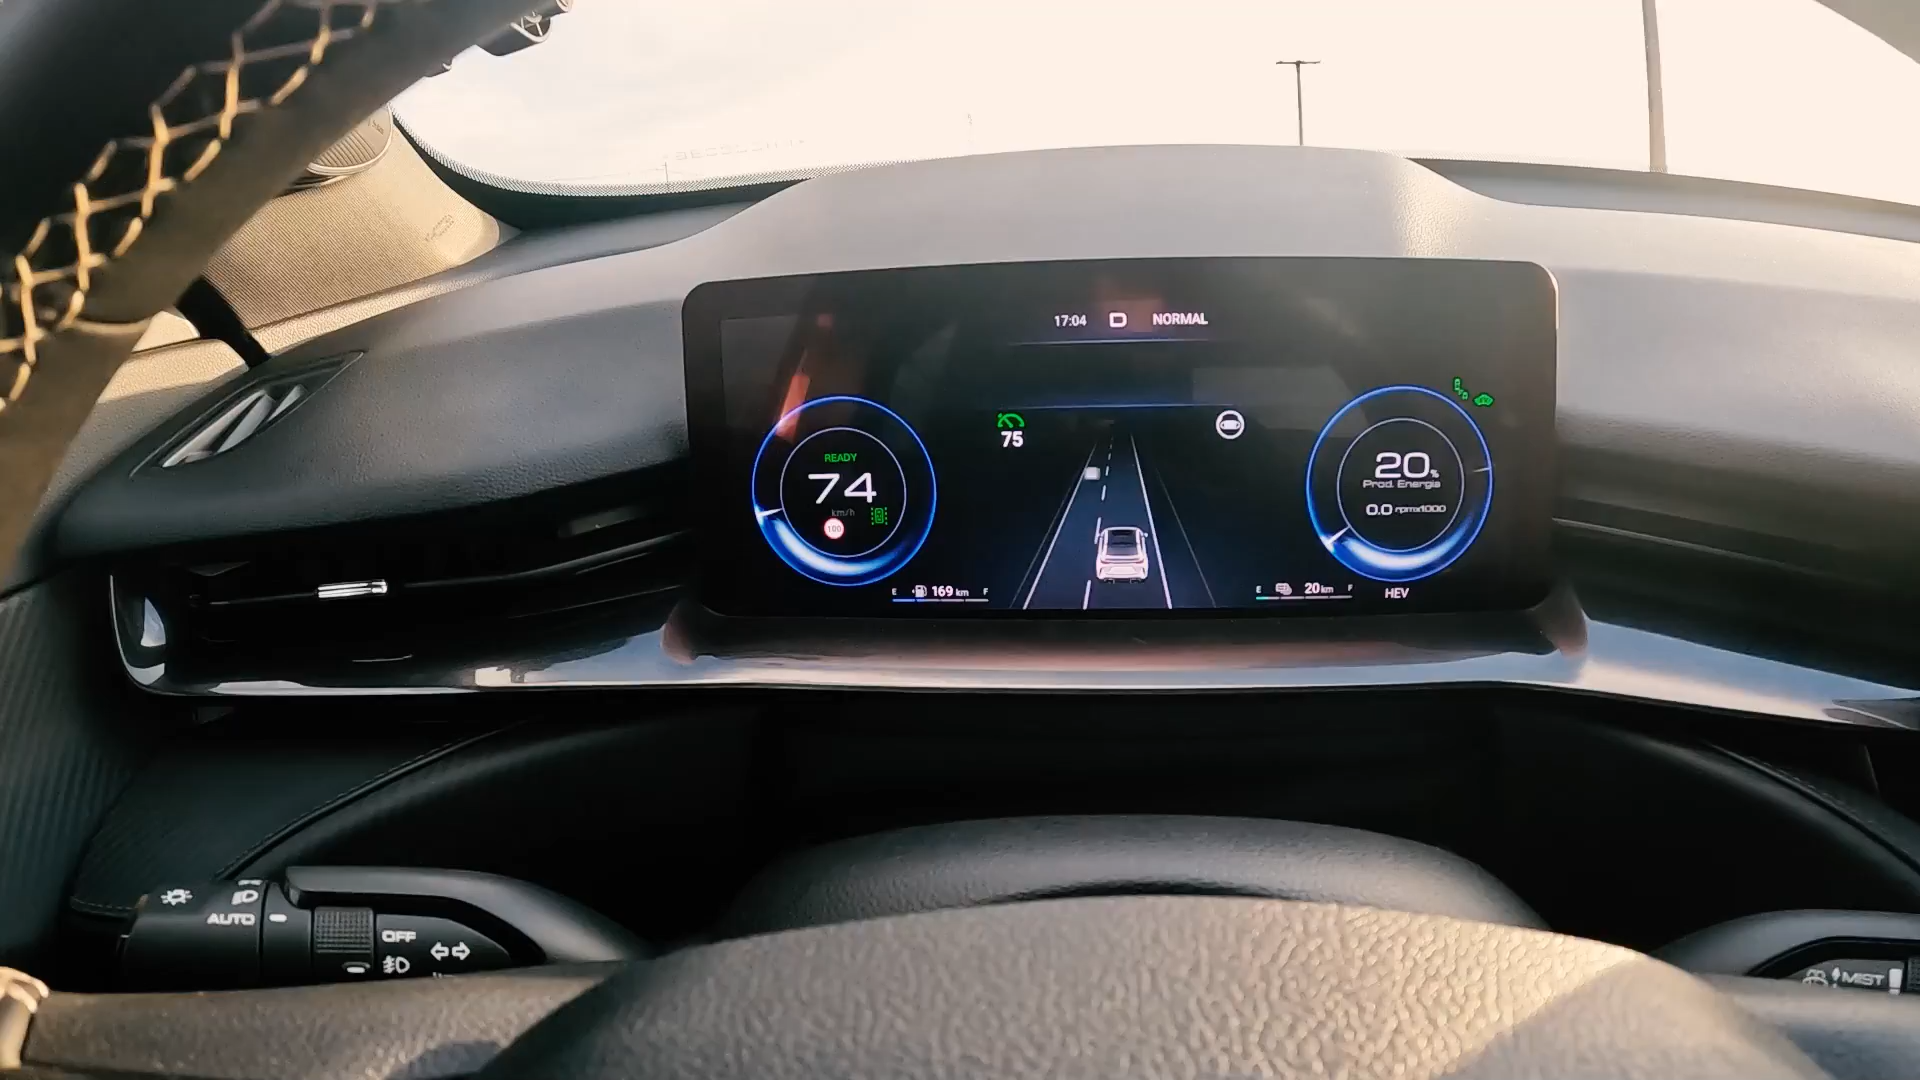 17:04 D NORMAL
75
READY
74
km/h
100
20%
Prod. Energia
0.0 rpmx1000
E 169 km F
E 20 km F
HEV
AUTO
OFF
MIST